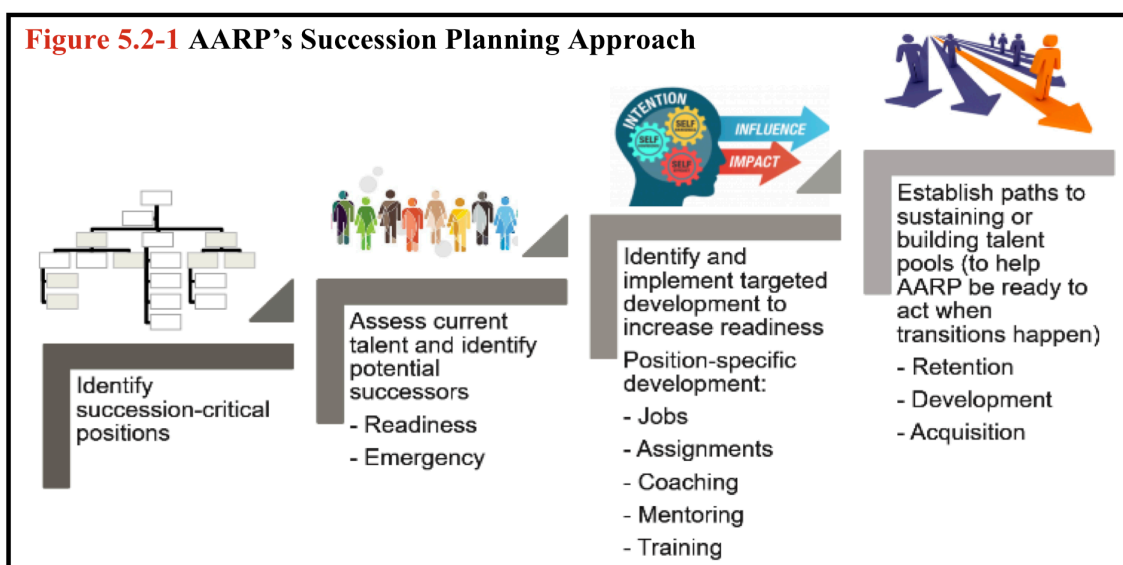 Figure 5.2-1 AARP’s Succession Planning Approach
Identify
succession-critical
positions
Assess current
talent and identify
potential
successors
- Readiness
- Emergency
INTENTION
SELF
SELF
SELF
INFLUENCE
IMPACT
Identify and
implement targeted
development to
increase readiness
Position-specific
development:
- Jobs
- Assignments
- Coaching
- Mentoring
- Training
Establish paths to
sustaining or
building talent
pools (to help
AARP be ready to
act when
transitions happen)
- Retention
- Development
- Acquisition